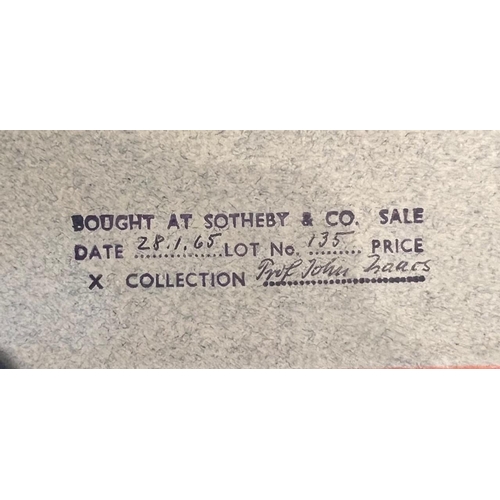 BOUGHT AT SOTHEBY & CO. SALE
DATE 28.1.65 LOT No. 135 PRICE
X COLLECTION Prof John Isaacs